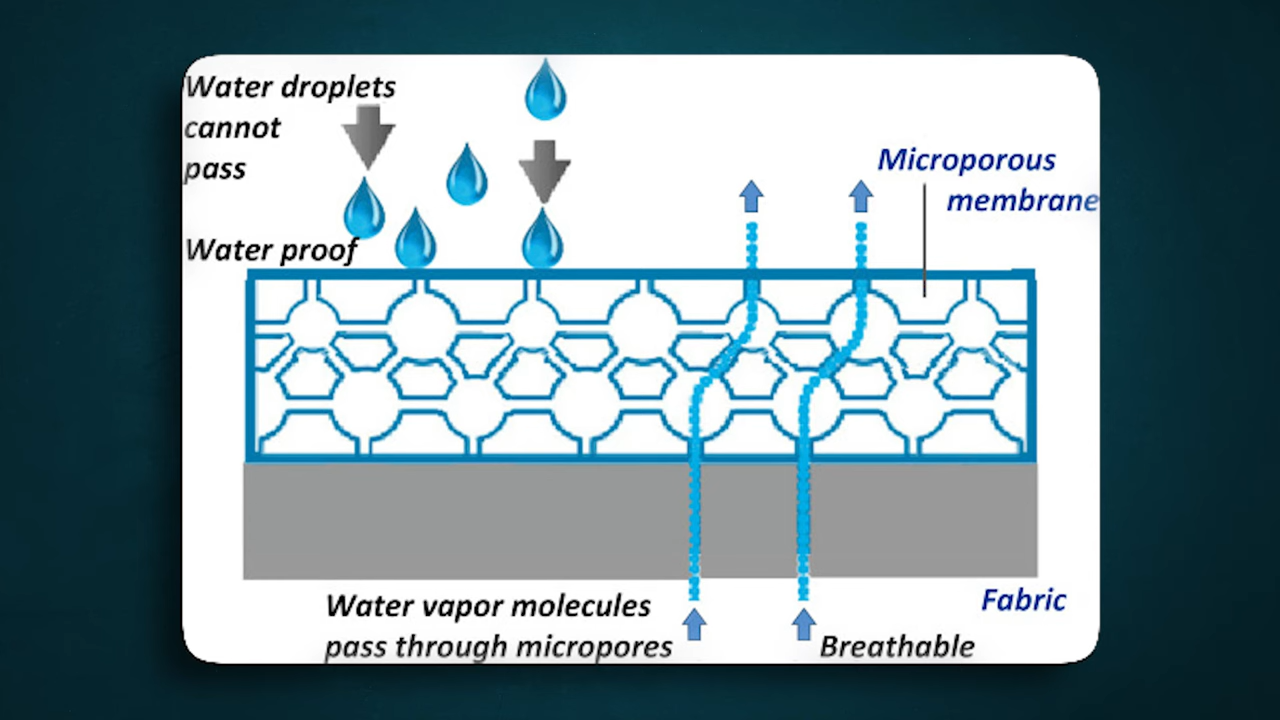 Water droplets
cannot
pass
Water proof
Microporous
membrane
Fabric
Water vapor molecules
pass through micropores
Breathable